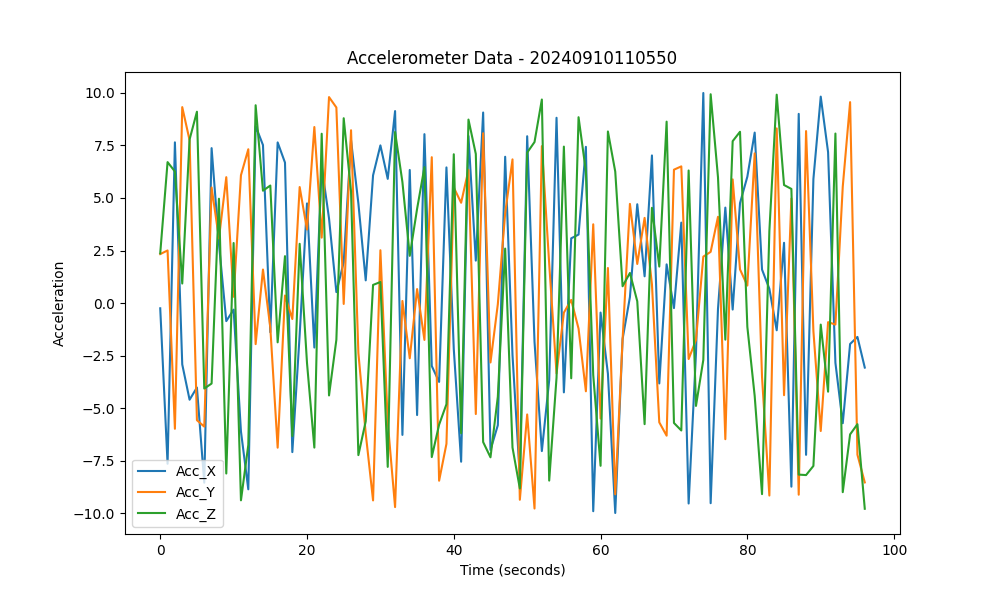 Accelerometer Data - 20240910110550
10.0
7.5
5.0
2.5
0.0
−2.5
−5.0
−7.5
−10.0
Acceleration
Acc_X
Acc_Y
Acc_Z
0 20 40 60 80 100
Time (seconds)